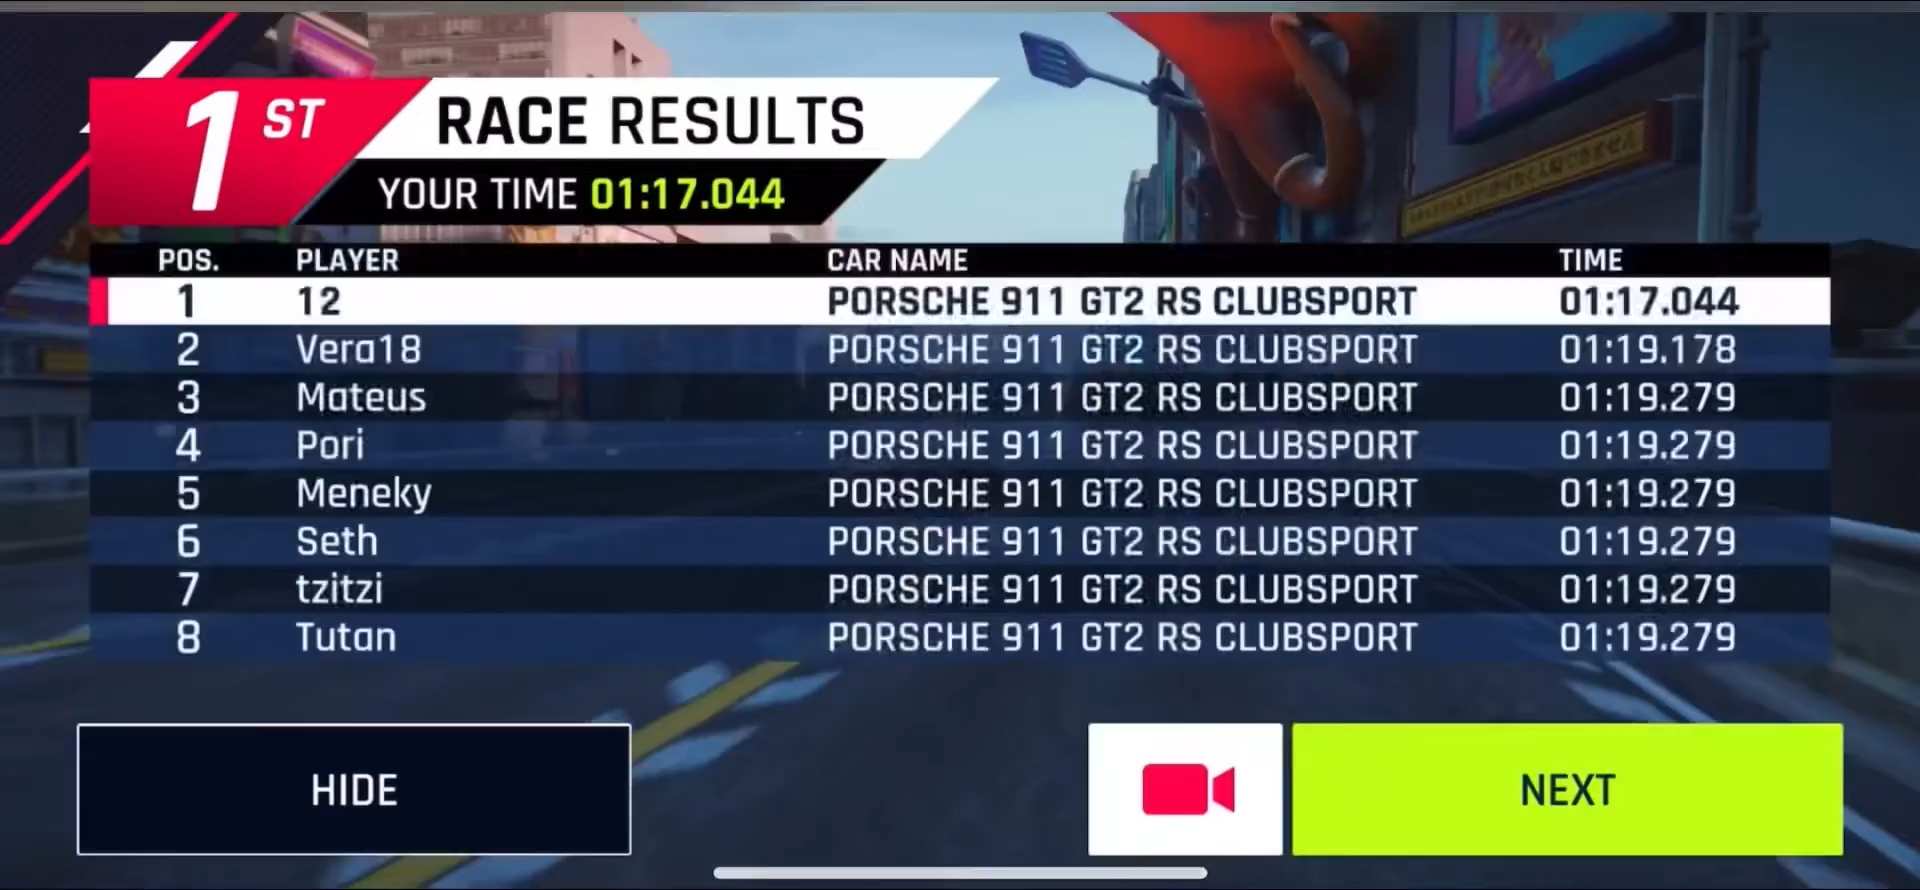 1 ST
RACE RESULTS
YOUR TIME 01:17.044
POS. PLAYER CAR NAME TIME
1 12 PORSCHE 911 GT2 RS CLUBSPORT 01:17.044
2 Vera18 PORSCHE 911 GT2 RS CLUBSPORT 01:19.178
3 Mateus PORSCHE 911 GT2 RS CLUBSPORT 01:19.279
4 Pori PORSCHE 911 GT2 RS CLUBSPORT 01:19.279
5 Meneky PORSCHE 911 GT2 RS CLUBSPORT 01:19.279
6 Seth PORSCHE 911 GT2 RS CLUBSPORT 01:19.279
7 tzitzi PORSCHE 911 GT2 RS CLUBSPORT 01:19.279
8 Tutan PORSCHE 911 GT2 RS CLUBSPORT 01:19.279
HIDE NEXT